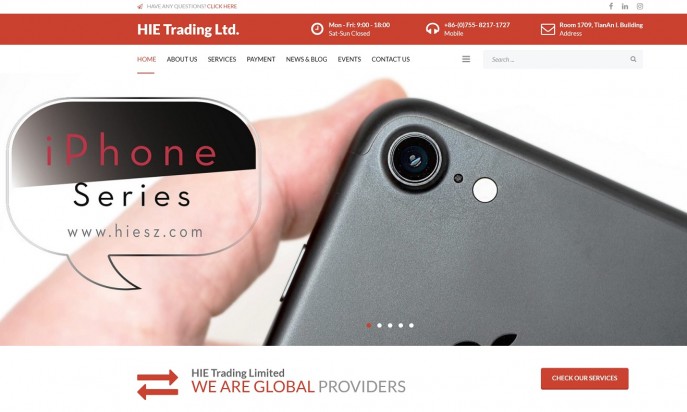 HAVE ANY QUESTIONS? CLICK HERE
HIE Trading Ltd.
Mon - Fri: 9:00 - 18:00
Sat-Sun Closed
+86-(0)755- 8217-1727
Mobile
Room 1709, TianAn I. Building
Address
HOME ABOUT US SERVICES PAYMENT NEWS & BLOG EVENTS CONTACT US
Search ...
iPhone
Series
www.hiesz.com
HIE Trading Limited
WE ARE GLOBAL PROVIDERS
CHECK OUR SERVICES